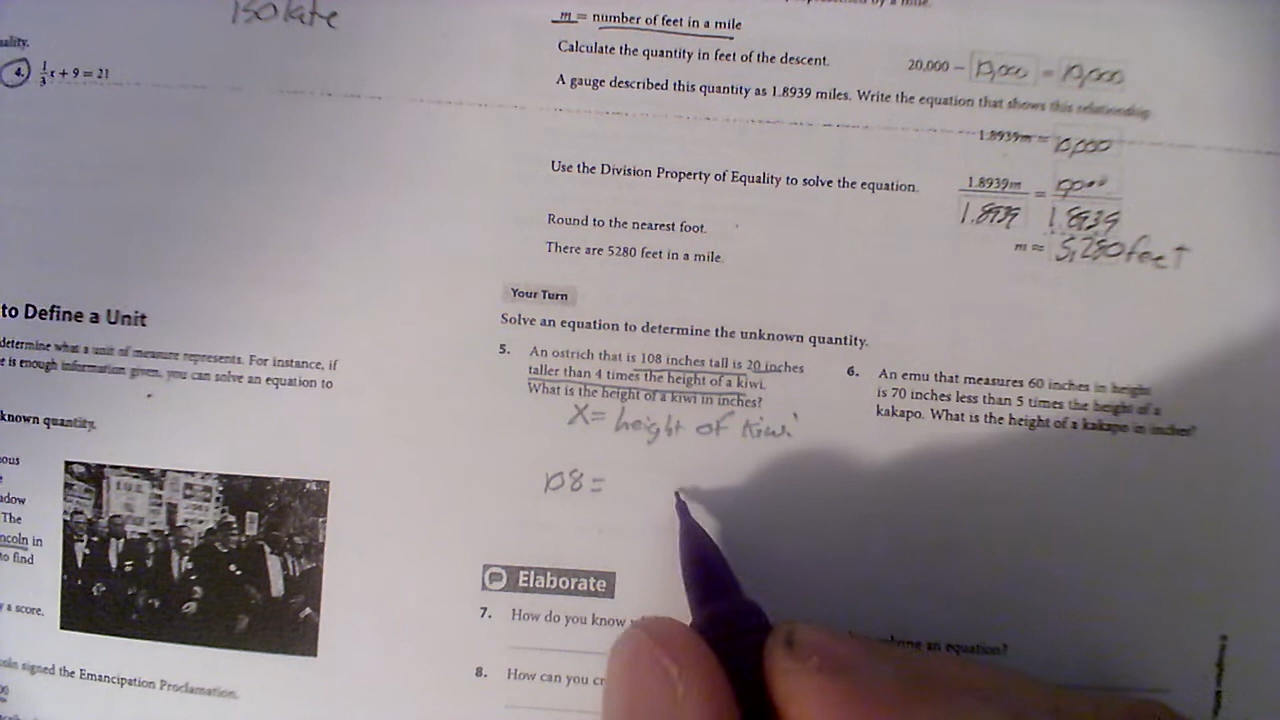 Isolate
4. 1/3 x + 9 = 21
m = number of feet in a mile
Calculate the quantity in feet of the descent.
20,000 − 10,000 = 10,000
A gauge described this quantity as 1.8939 miles. Write the equation that shows this relationship.
1.8939m = 10,000
Use the Division Property of Equality to solve the equation.
1.8939m / 1.8939 = 10000 / 1.8939
Round to the nearest foot.
m ≈ 5,280 feet
There are 5280 feet in a mile.
Your Turn
Solve an equation to determine the unknown quantity.
5. An ostrich that is 108 inches tall is 20 inches
taller than 4 times the height of a kiwi.
What is the height of a kiwi in inches?
X = height of kiwi
108 =
6. An emu that measures 60 inches in height
is 70 inches less than 5 times the height of a
kakapo. What is the height of a kakapo in inches?
Elaborate
7. How do you know
an equation?
8. How can you
to Define a Unit
determine what a unit of measure represents. For instance, if
is enough information given, you can solve an equation to
known quantity.
The
in
to find
a score.
signed the Emancipation Proclamation.